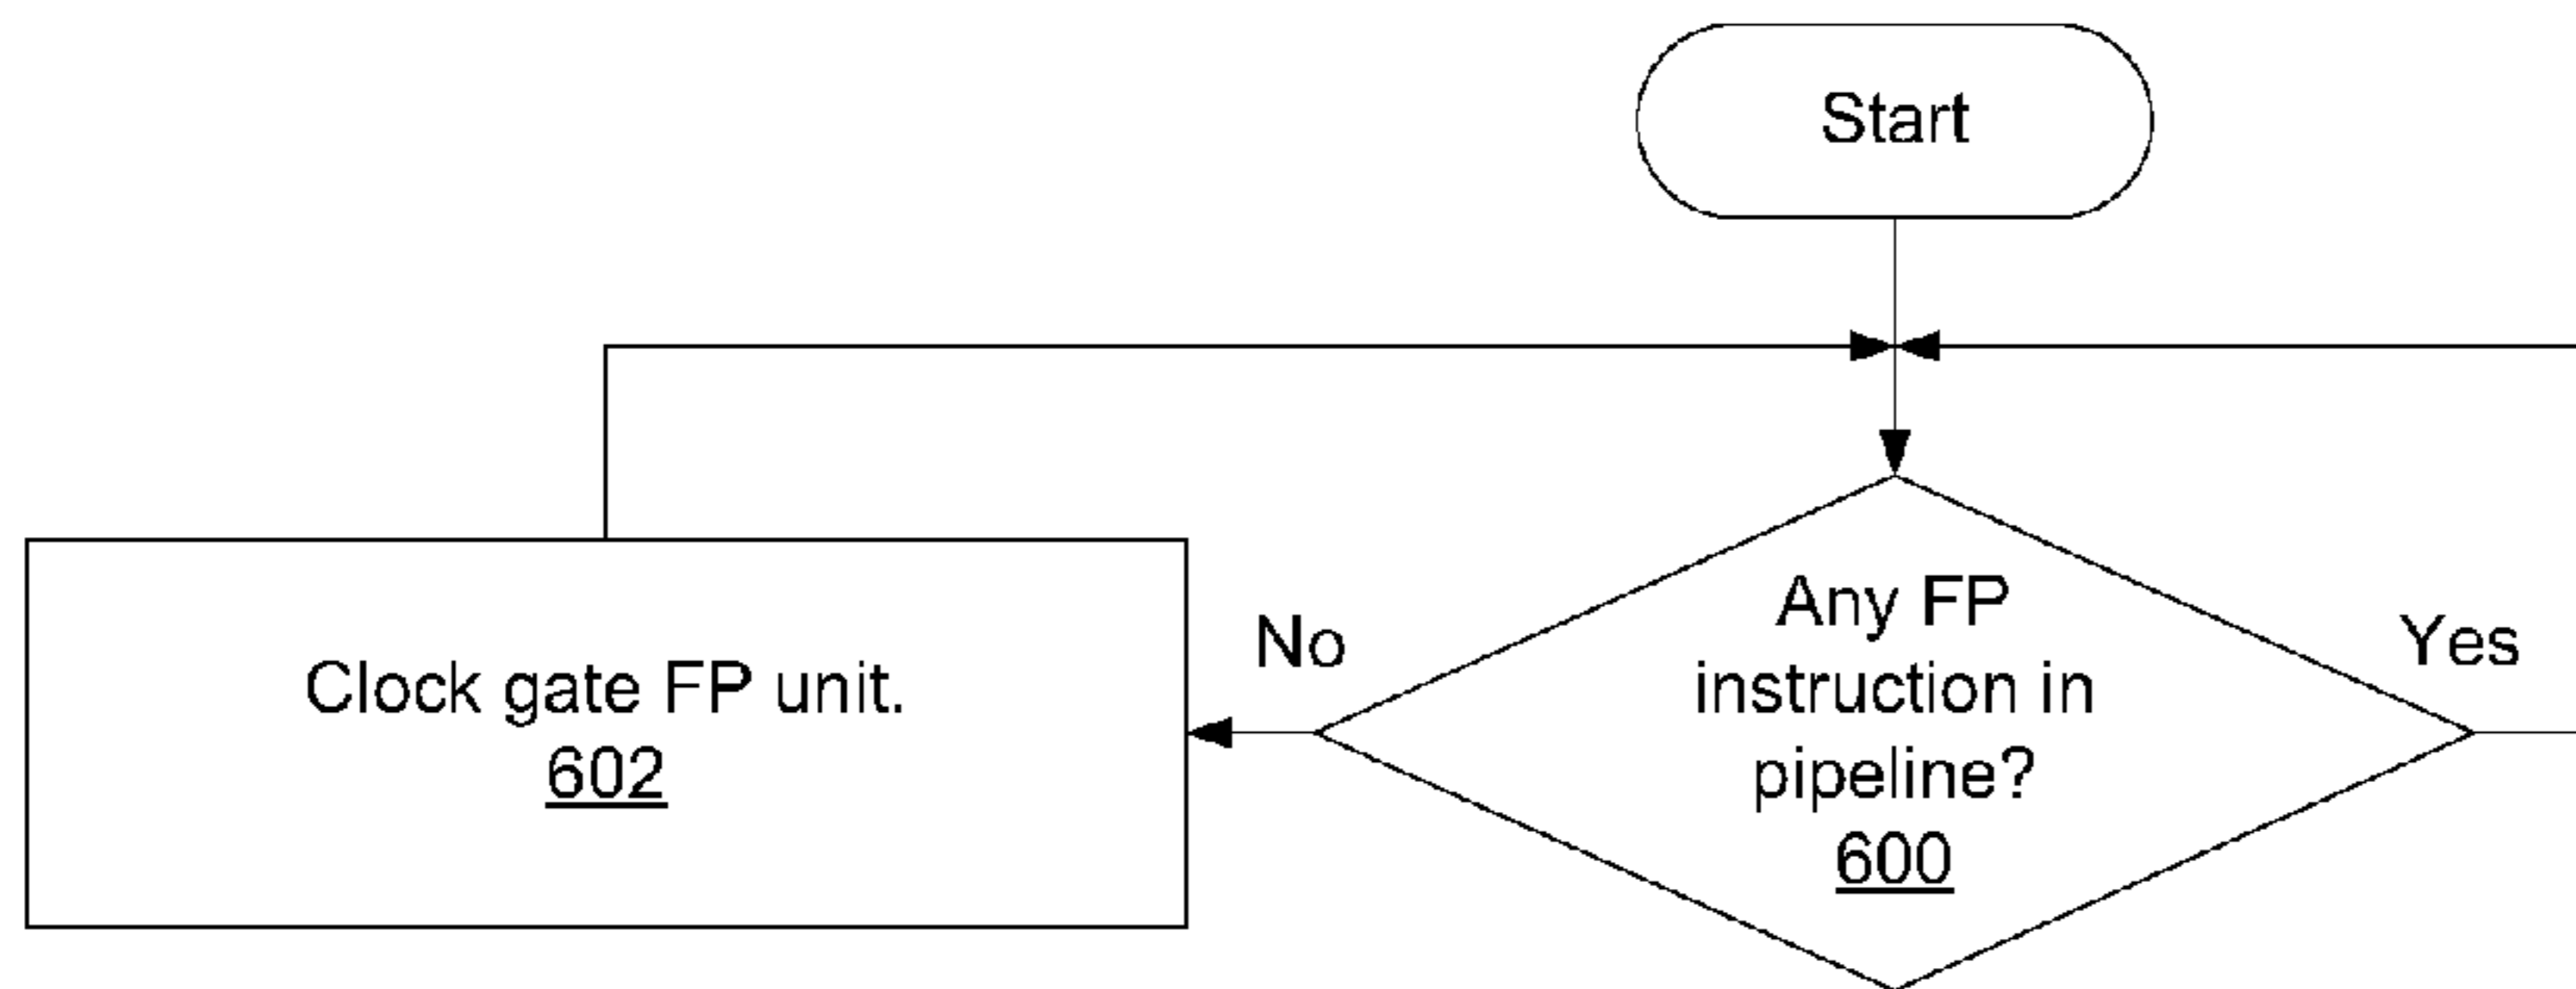 Start
Any FP
instruction in
pipeline?
600
No
Yes
Clock gate FP unit.
602